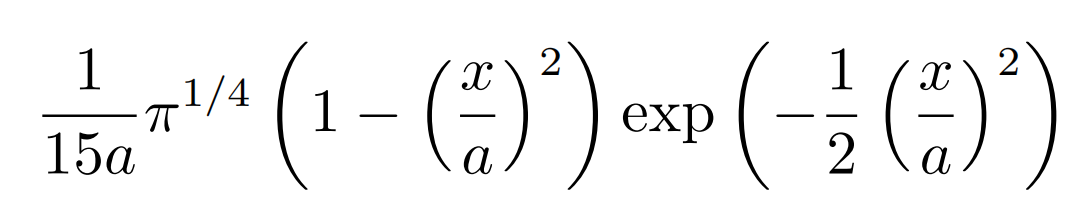 \frac{1}{15a} \pi^{1/4} \left( 1 - \left( \frac{x}{a} \right)^2 \right) \exp \left( -\frac{1}{2} \left( \frac{x}{a} \right)^2 \right)